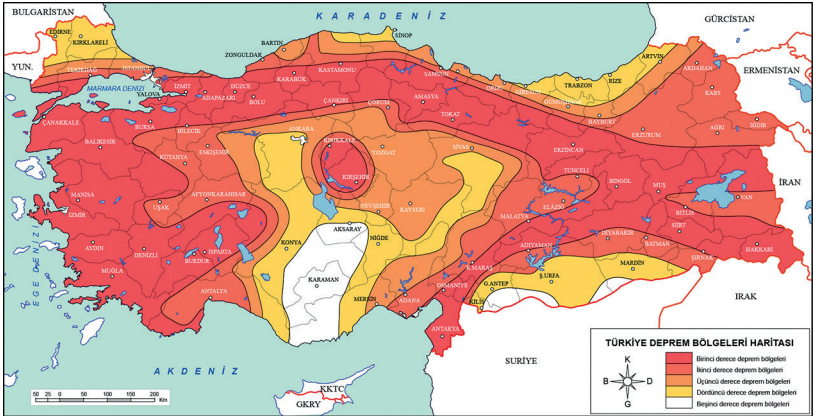 BULGARİSTAN
KARADENİZ
GÜRCİSTAN
EDİRNE
KIRKLARELİ
SİNOP
BARTIN
ZONGULDAK
KASTAMONU
ARTVİN
YUN.
TEKİRDAĞ
İSTANBUL
KARABÜK
SAMSUN
RİZE
ARDAHAN
ERMENİSTAN
TRABZON
MARMARA DENİZİ
YALOVA
İZMİT
DÜZCE
ADAPAZARI
BOLU
ORDU
GİRESUN
GÜMÜŞHANE
KARS
ÇANKIRI
ÇORUM
AMASYA
ÇANAKKALE
BURSA
BİLECİK
TOKAT
BAYBURT
ERZURUM
AĞRI
IĞDIR
ANKARA
KIRIKKALE
BALIKESİR
ESKİŞEHİR
KÜTAHYA
YOZGAT
SİVAS
ERZİNCAN
TUNCELİ
İRAN
KIRŞEHİR
BİNGÖL
MUŞ
VAN
MANİSA
UŞAK
AFYONKARAHİSAR
NEVŞEHİR
KAYSERİ
ELAZIĞ
BİTLİS
İZMİR
MALATYA
AKSARAY
SİİRT
EGE DENİZİ
AYDIN
DENİZLİ
ISPARTA
BURDUR
KONYA
NİĞDE
ADIYAMAN
DİYARBAKIR
BATMAN
ŞIRNAK
HAKKARİ
MUĞLA
KARAMAN
K.MARAŞ
MARDİN
ANTALYA
MERSİN
ADANA
OSMANİYE
G.ANTEP
Ş.URFA
KİLİS
IRAK
ANTAKYA
SURİYE
AKDENİZ
KKTC
GKRY
TÜRKİYE DEPREM BÖLGELERİ HARİTASI
K
B
D
G
Birinci derece deprem bölgeleri
İkinci derece deprem bölgeleri
Üçüncü derece deprem bölgeleri
Dördüncü derece deprem bölgeleri
Beşinci derece deprem bölgeleri
50 25 0 50 100 150 200
Km